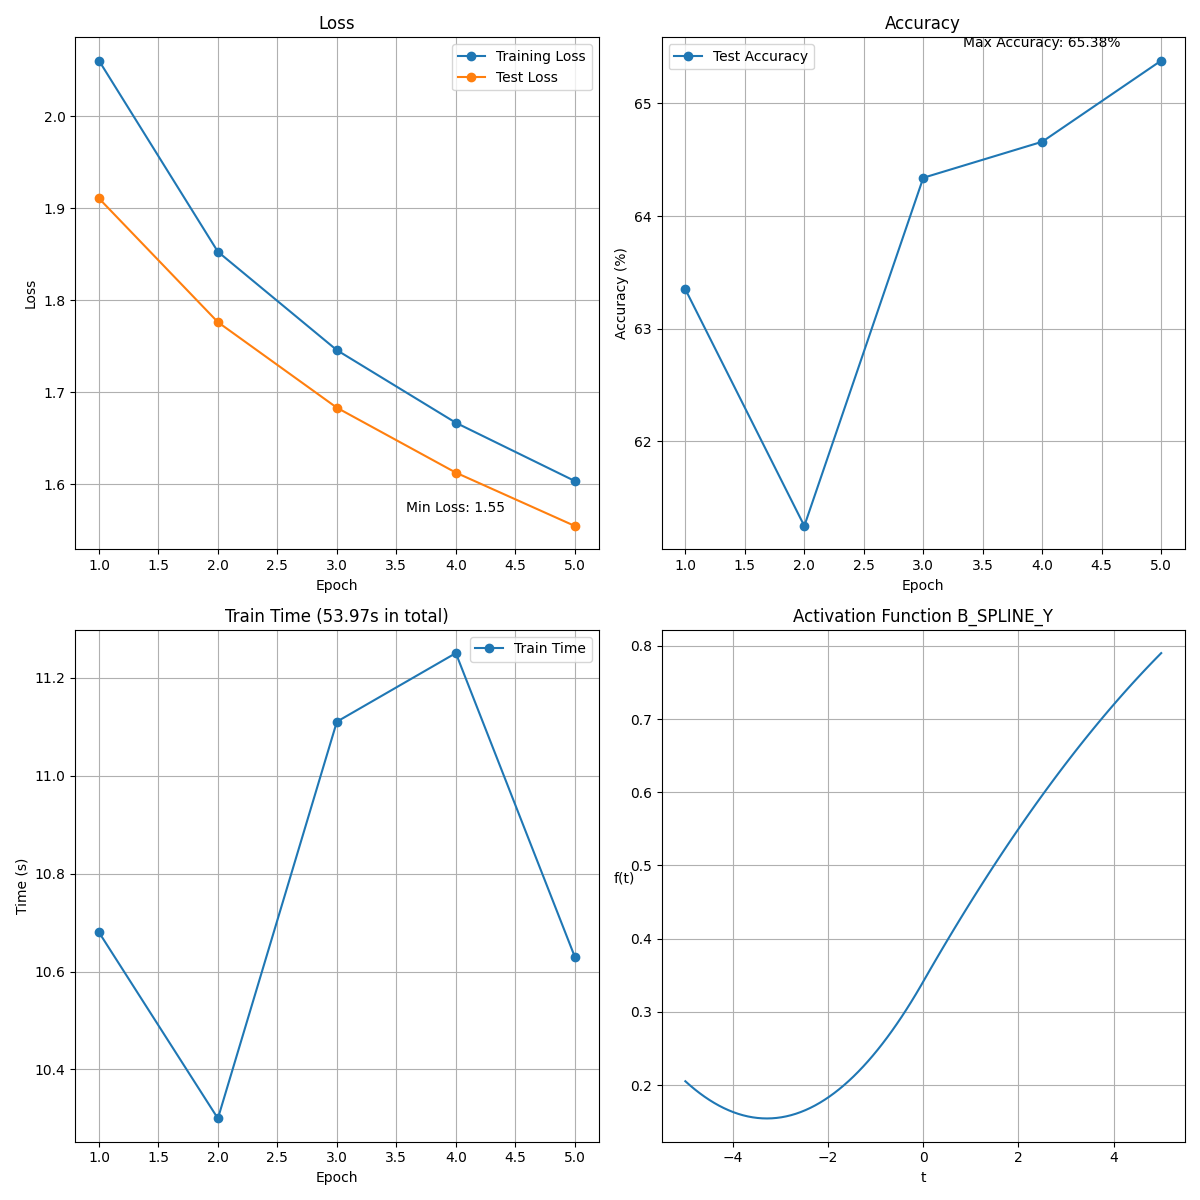 Loss
Training Loss
Test Loss
Min Loss: 1.55
Loss
2.0
1.9
1.8
1.7
1.6
1.0 1.5 2.0 2.5 3.0 3.5 4.0 4.5 5.0
Epoch
Accuracy
Max Accuracy: 65.38%
Test Accuracy
Accuracy (%)
65
64
63
62
1.0 1.5 2.0 2.5 3.0 3.5 4.0 4.5 5.0
Epoch
Train Time (53.97s in total)
Train Time
Time (s)
11.2
11.0
10.8
10.6
10.4
1.0 1.5 2.0 2.5 3.0 3.5 4.0 4.5 5.0
Epoch
Activation Function B_SPLINE_Y
f(t)
0.8
0.7
0.6
0.5
0.4
0.3
0.2
−4 −2 0 2 4
t